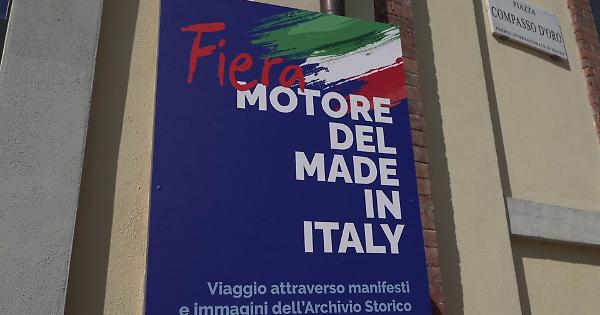 PIAZZA
COMPASSO D'ORO
Fiera
MOTORE
DEL
MADE
IN
ITALY
Viaggio attraverso manifesti
e immagini dell'Archivio Storico